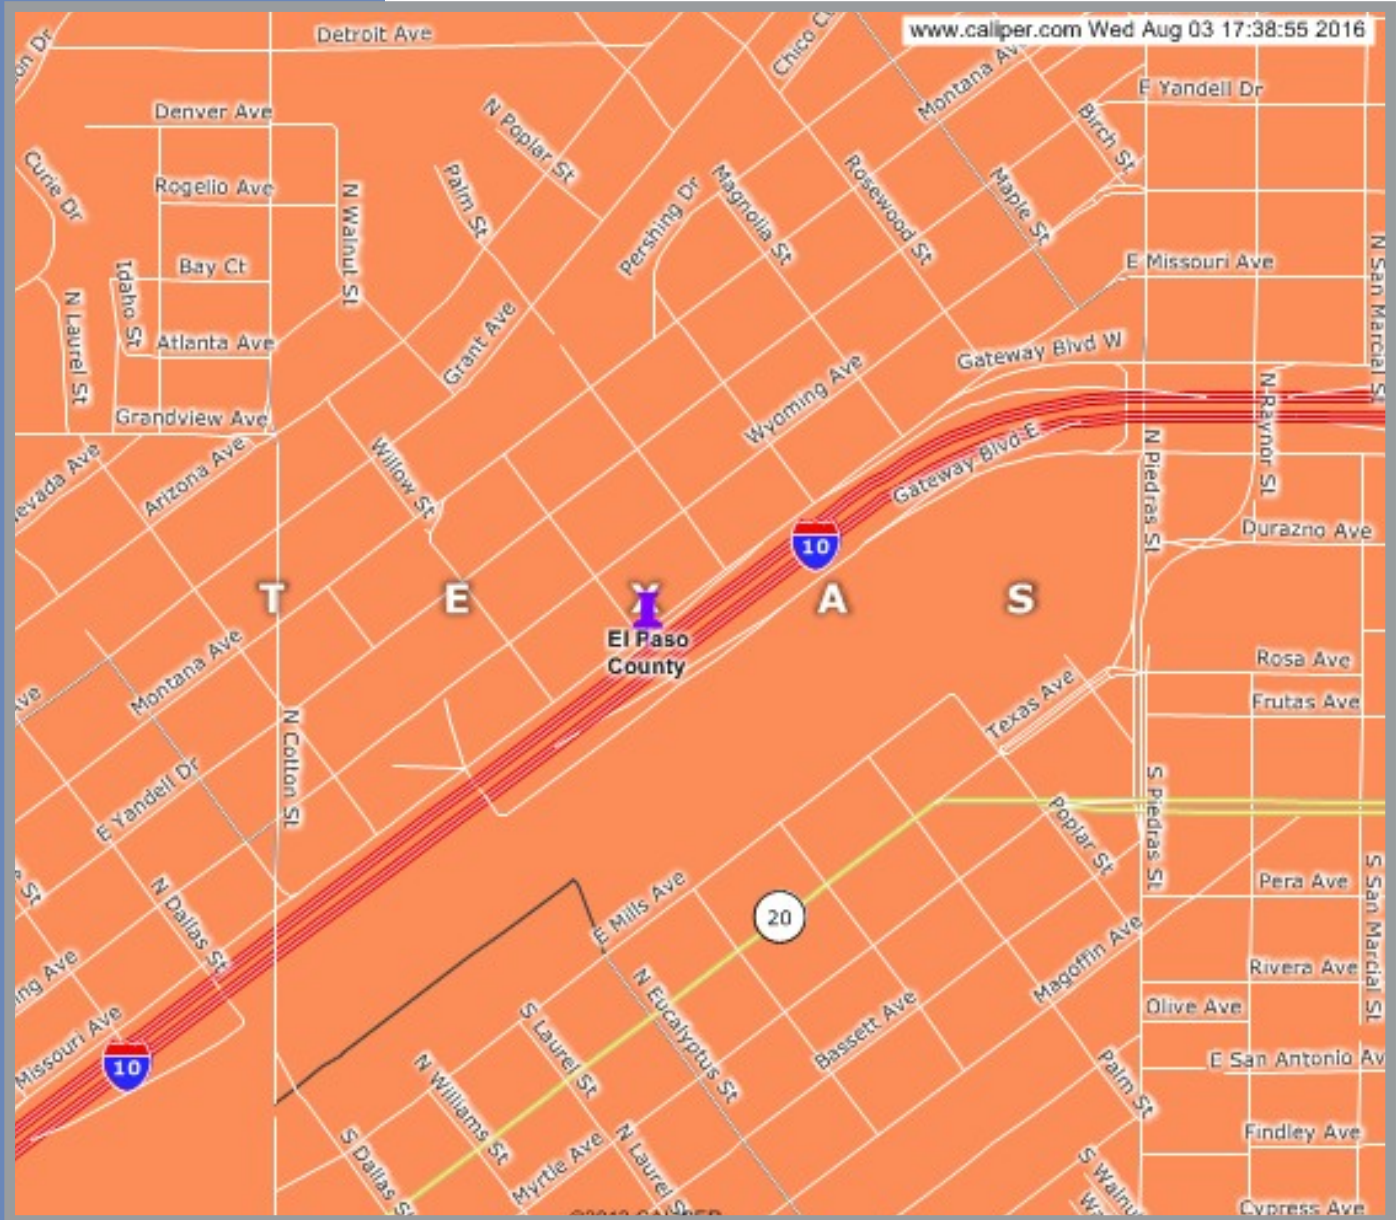 www.caliper.com Wed Aug 03 17:38:55 2016
Detroit Ave
Denver Ave
Rogelio Ave
Curie Dr
Bay Ct
Idaho St
N Laurel St
Atlanta Ave
Grandview Ave
N Walnut St
N Poplar St
Palm St
Grant Ave
Pershing Dr
Magnolia St
Rosewood St
Montana Ave
Maple St
Birch St
E Yandell Dr
E Missouri Ave
N San Marcial St
Gateway Blvd W
Wyoming Ave
Gateway Blvd E
N Piedras St
N Raynor St
Durazno Ave
Arizona Ave
Willow St
10
T E X A S
El Paso
County
Montana Ave
N Cotton St
E Yandell Dr
N Dallas St
Missouri Ave
10
Rosa Ave
Frutas Ave
Texas Ave
S Piedras St
Poplar St
Pera Ave
S San Marcial St
E Mills Ave
20
Magoffin Ave
Rivera Ave
Olive Ave
N Eucalyptus St
Bassett Ave
S Laurel St
N Williams St
E San Antonio Av
Palm St
Findley Ave
S Dallas St
Myrtle Ave
N Laurel St
S Walnu
Cypress Ave